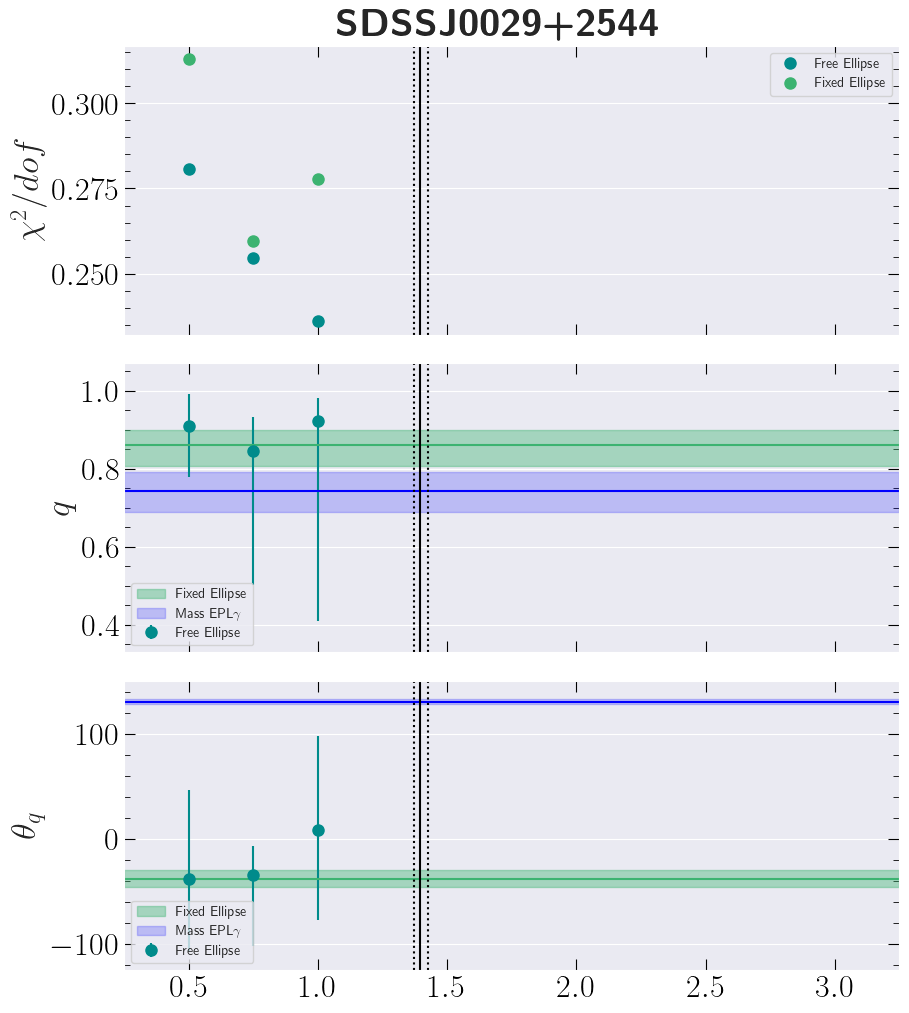 SDSSJ0029+2544
χ²/dof
0.300
0.275
0.250
Free Ellipse
Fixed Ellipse
q
1.0
0.8
0.6
0.4
Fixed Ellipse
Mass EPLγ
Free Ellipse
θq
100
0
−100
Fixed Ellipse
Mass EPLγ
Free Ellipse
0.5 1.0 1.5 2.0 2.5 3.0